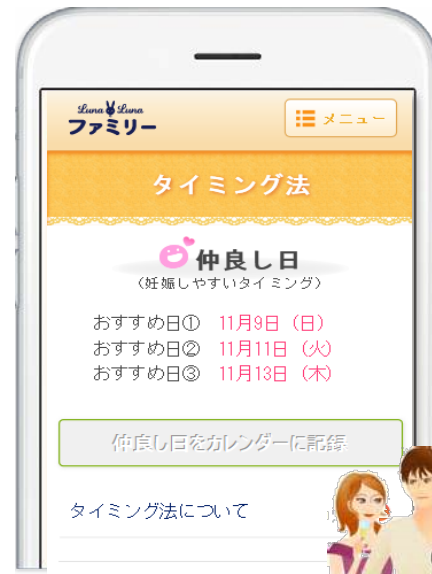 Luna Luna
ファミリー
メニュー
タイミング法
仲良し日
(妊娠しやすいタイミング)
おすすめ日① 11月9日(日)
おすすめ日② 11月11日(火)
おすすめ日③ 11月13日(木)
仲良し日をカレンダーに記録
タイミング法について